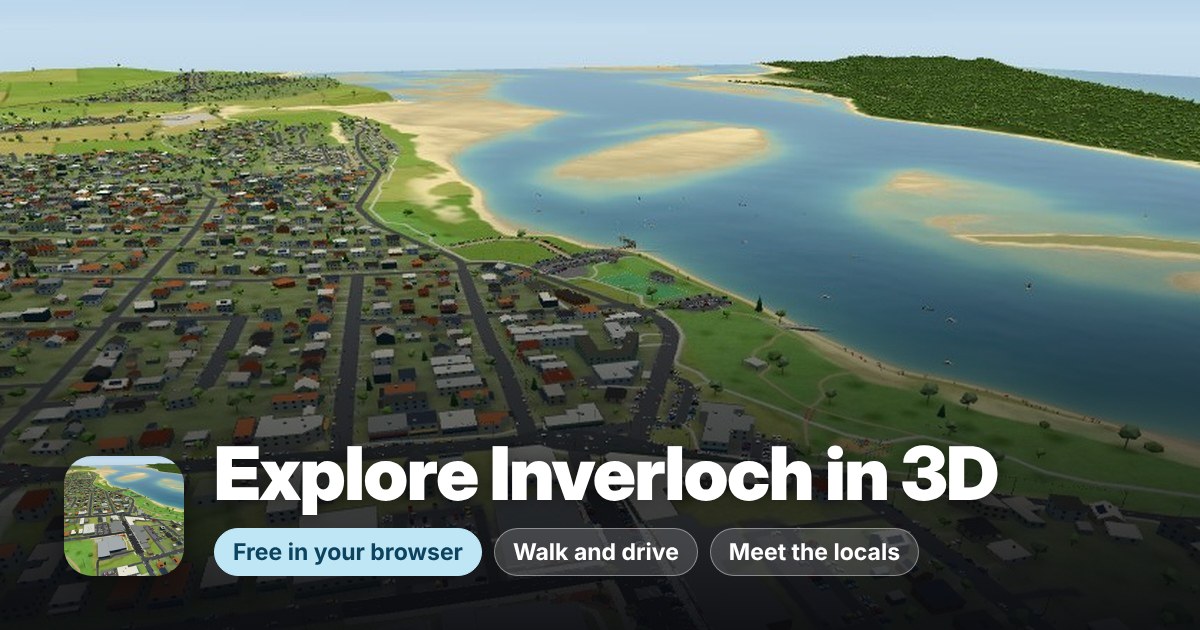 Explore Inverloch in 3D
Free in your browser
Walk and drive
Meet the locals